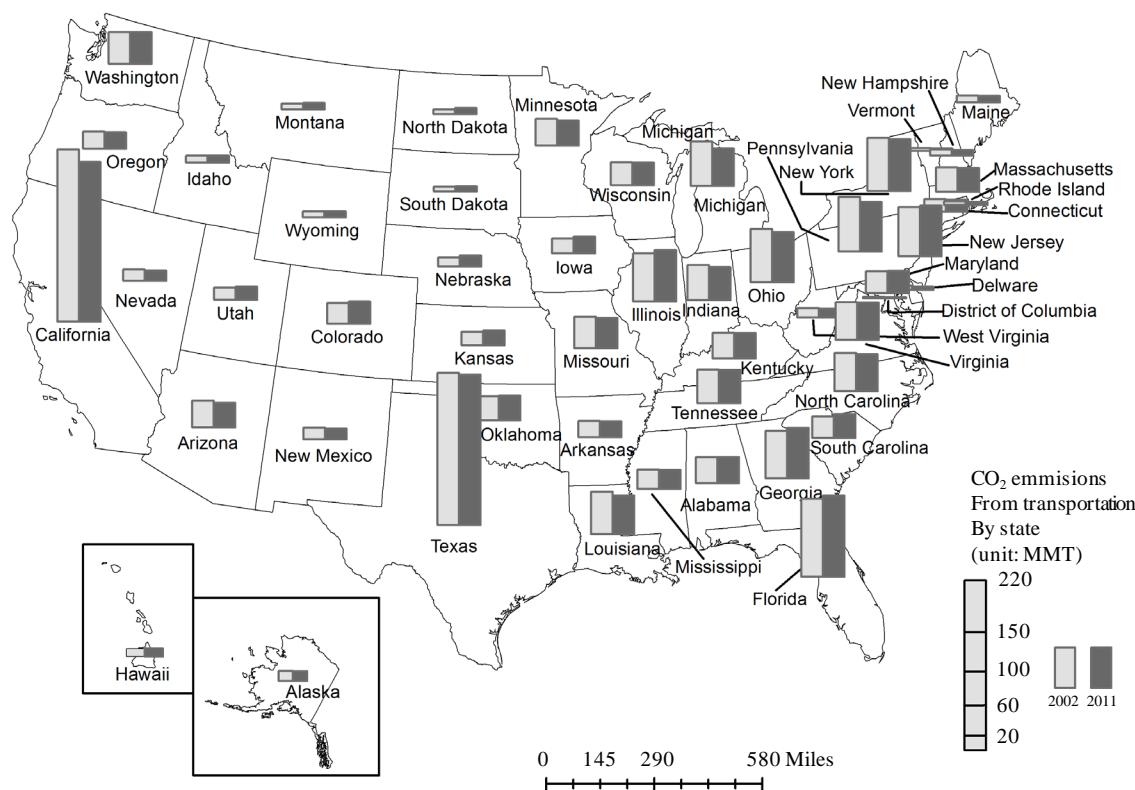 Washington
Montana
North Dakota
Minnesota
Michigan
New Hampshire
Vermont
Maine
Oregon
Idaho
Pennsylvania
New York
Massachusetts
Rhode Island
Connecticut
Wisconsin
Michigan
South Dakota
Wyoming
New Jersey
Maryland
Delware
District of Columbia
West Virginia
Virginia
Nebraska
Iowa
Illinois
Indiana
Ohio
Nevada
Utah
Colorado
California
Kansas
Missouri
Kentucky
Tennessee
North Carolina
Arizona
New Mexico
Oklahoma
Arkansas
South Carolina
Alabama
Georgia
Texas
Louisiana
Mississippi
Florida
Hawaii
Alaska
CO₂ emmisions
From transportation
By state
(unit: MMT)
220
150
100
60
20
2002 2011
0 145 290 580 Miles